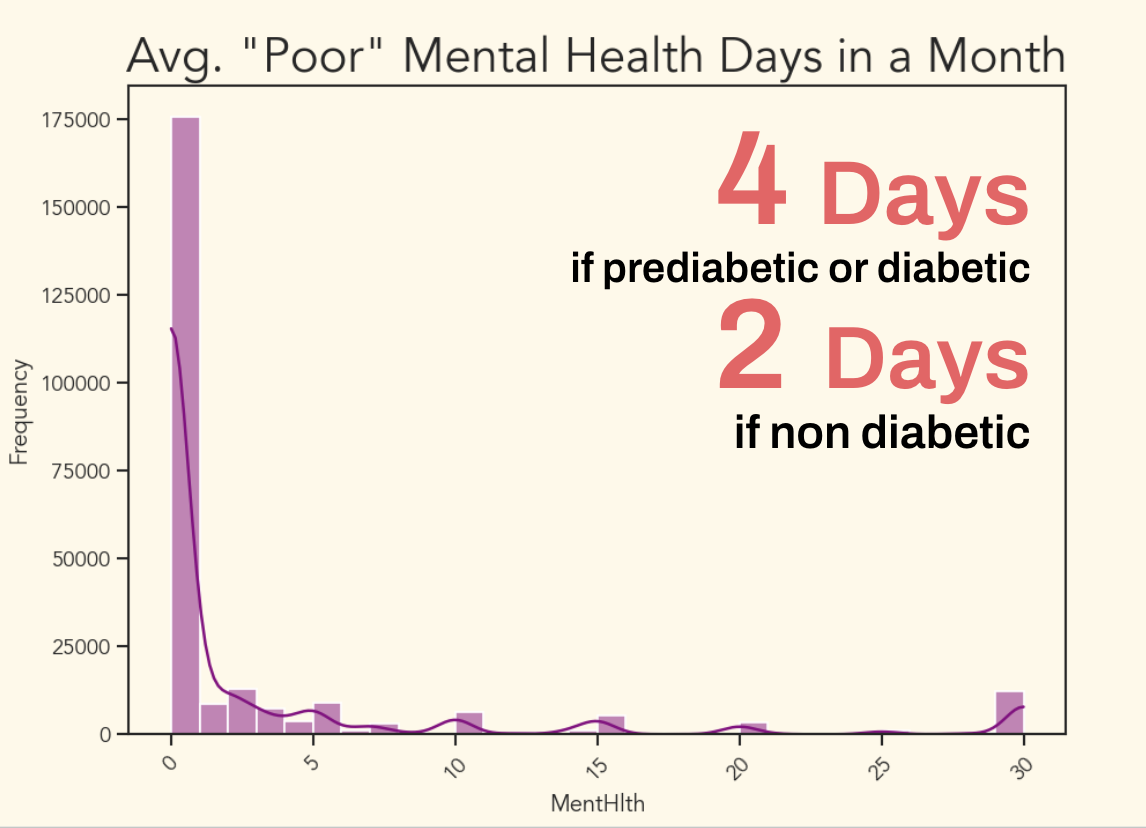 Avg. "Poor" Mental Health Days in a Month
175000
150000
125000
100000
75000
50000
25000
0
Frequency
4 Days
if prediabetic or diabetic
2 Days
if non diabetic
0
5
10
15
20
25
30
MentHlth